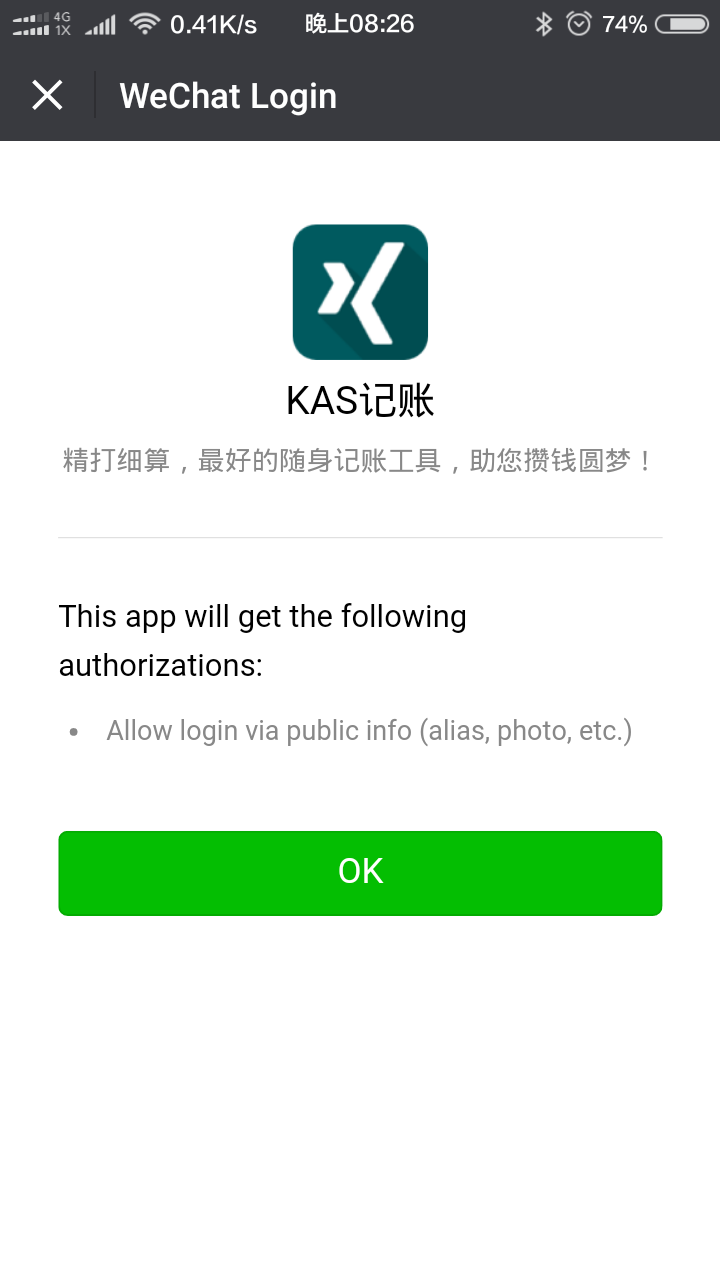 4G
1X
0.41K/s
晚上08:26
74%
WeChat Login
KAS记账
精打细算，最好的随身记账工具，助您攒钱圆梦！
This app will get the following
authorizations:
• Allow login via public info (alias, photo, etc.)
OK